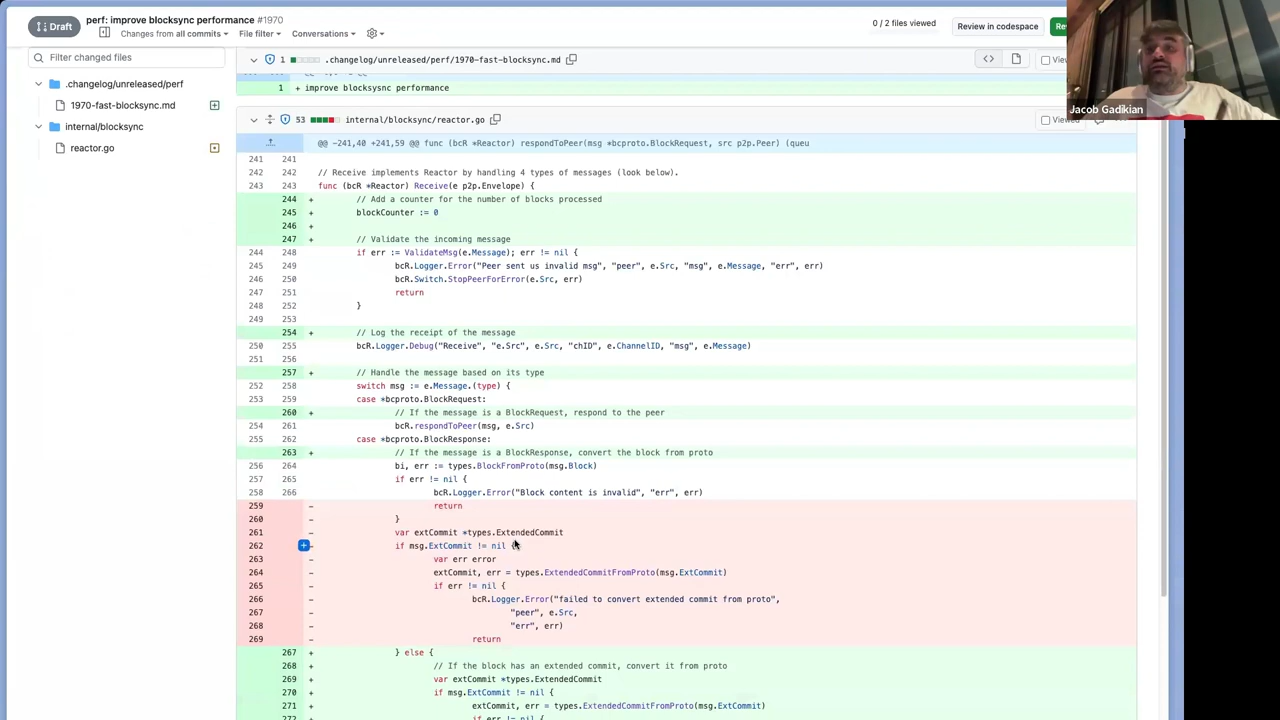 Draft
perf: improve blocksync performance #1970
Changes from all commits
File filter
Conversations
0 / 2 files viewed
Review in codespace
Filter changed files
.changelog/unreleased/perf
1970-fast-blocksync.md
internal/blocksync
reactor.go
1 .changelog/unreleased/perf/1970-fast-blocksync.md
1 + improve blocksysnc performance
53 internal/blocksync/reactor.go
Viewed
Jacob Gadikian
@@ -241,40 +241,59 @@ func (bcR *Reactor) respondToPeer(msg *bcproto.BlockRequest, src p2p.Peer) (queu
241 241
242 242 // Receive implements Reactor by handling 4 types of messages (look below).
243 243 func (bcR *Reactor) Receive(e p2p.Envelope) {
244 + // Add a counter for the number of blocks processed
245 + blockCounter := 0
246 +
247 + // Validate the incoming message
244 248 if err := ValidateMsg(e.Message); err != nil {
245 249 bcR.Logger.Error("Peer sent us invalid msg", "peer", e.Src, "msg", e.Message, "err", err)
246 250 bcR.Switch.StopPeerForError(e.Src, err)
247 251 return
248 252 }
249 253
254 + // Log the receipt of the message
250 255 bcR.Logger.Debug("Receive", "e.Src", e.Src, "chID", e.ChannelID, "msg", e.Message)
251 256
257 + // Handle the message based on its type
252 258 switch msg := e.Message.(type) {
253 259 case *bcproto.BlockRequest:
260 + // If the message is a BlockRequest, respond to the peer
254 261 bcR.respondToPeer(msg, e.Src)
255 262 case *bcproto.BlockResponse:
263 + // If the message is a BlockResponse, convert the block from proto
256 264 bi, err := types.BlockFromProto(msg.Block)
257 265 if err != nil {
258 266 bcR.Logger.Error("Block content is invalid", "err", err)
259 - return
260 - }
261 - var extCommit *types.ExtendedCommit
262 - if msg.ExtCommit != nil {
263 - var err error
264 - extCommit, err = types.ExtendedCommitFromProto(msg.ExtCommit)
265 - if err != nil {
266 - bcR.Logger.Error("failed to convert extended commit from proto",
267 - "peer", e.Src,
268 - "err", err)
269 - return
267 + } else {
268 + // If the block has an extended commit, convert it from proto
269 + var extCommit *types.ExtendedCommit
270 + if msg.ExtCommit != nil {
271 + extCommit, err = types.ExtendedCommitFromProto(msg.ExtCommit)
272 if err != nil {